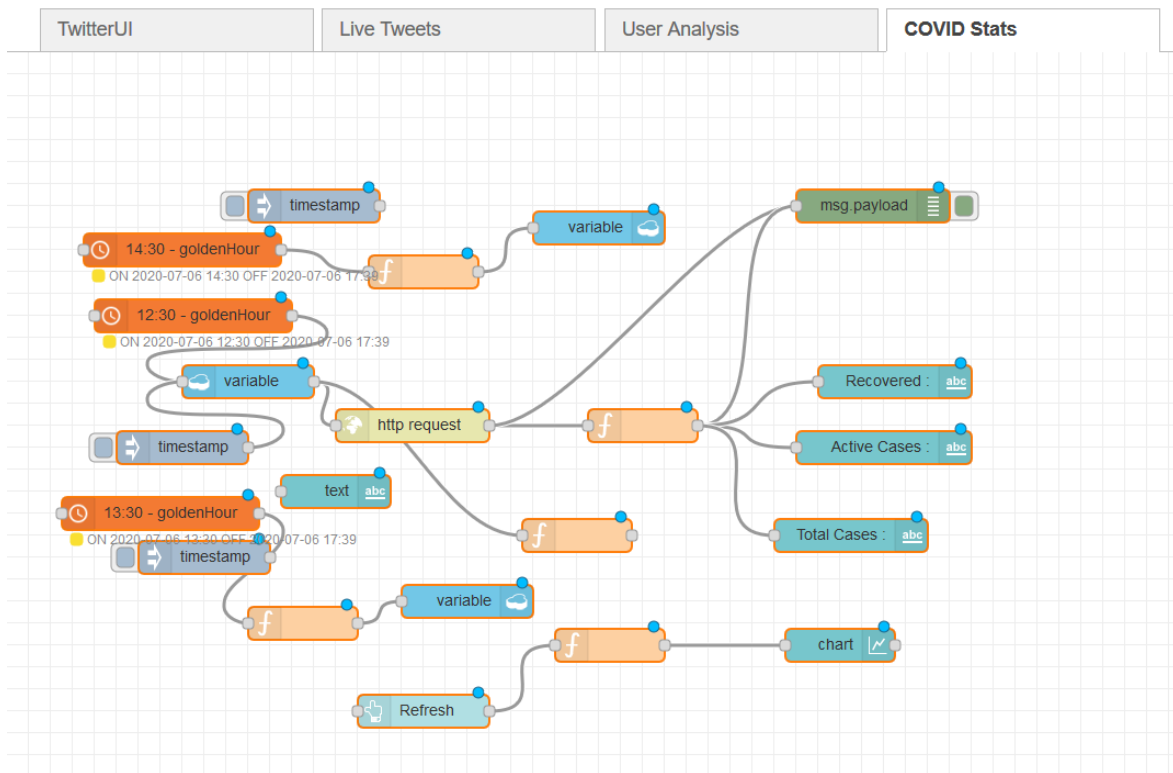 TwitterUI
Live Tweets
User Analysis
COVID Stats
timestamp
msg.payload
variable
14:30 - goldenHour
f
ON 2020-07-06 14:30 OFF 2020-07-06 17:39
12:30 - goldenHour
ON 2020-07-06 12:30 OFF 2020-07-06 17:39
variable
Recovered :
abc
http request
f
timestamp
Active Cases :
abc
text
abc
13:30 - goldenHour
ON 2020-07-06 13:30 OFF 2020-07-06 17:39
f
Total Cases :
abc
timestamp
variable
f
f
chart
Refresh